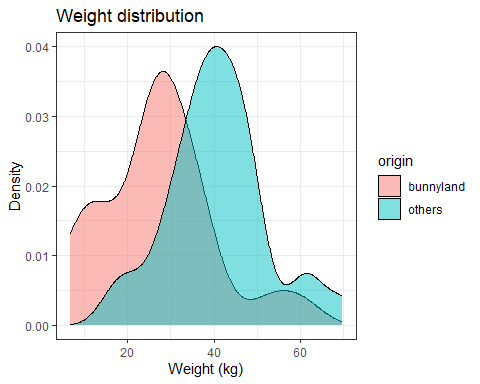 Weight distribution
0.04
0.03
0.02
0.01
0.00
Density
20
40
60
Weight (kg)
origin
bunnyland
others